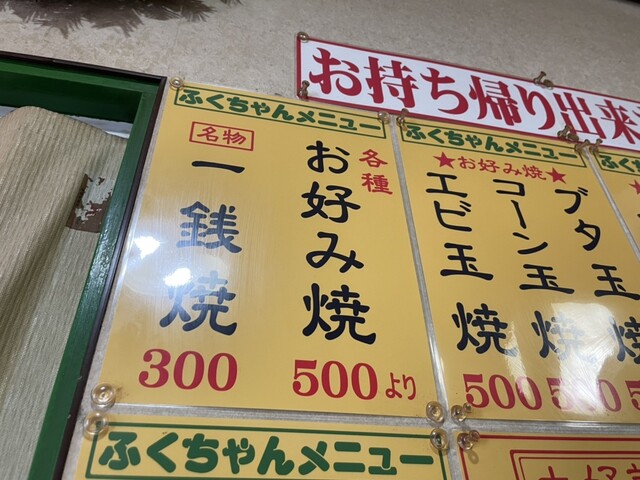 お持ち帰り出来
ふくちゃんメニュー
各種
お好み焼
500より
名物
一銭焼
300
ふくちゃんメニュー
★お好み焼★
ブタ玉焼
500
コーン玉焼
500
エビ玉焼
500
ふくちゃんメニュー